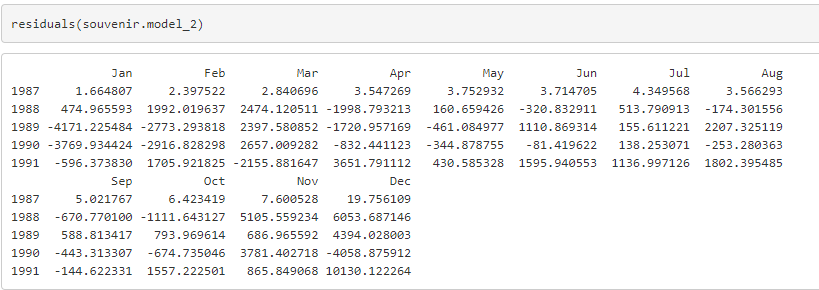 residuals(souvenir.model_2)
Jan Feb Mar Apr May Jun Jul Aug
1987 1.664807 2.397522 2.840696 3.547269 3.752932 3.714705 4.349568 3.566293
1988 474.965593 1992.019637 2474.120511 -1998.793213 160.659426 -320.832911 513.790913 -174.301556
1989 -4171.225484 -2773.293818 2397.580852 -1720.957169 -461.084977 1110.869314 155.611221 2207.325119
1990 -3769.934424 -2916.828298 2657.009282 -832.441123 -344.878755 -81.419622 138.253071 -253.280363
1991 -596.373830 1705.921825 -2155.881647 3651.791112 430.585328 1595.940553 1136.997126 1802.395485
Sep Oct Nov Dec
1987 5.021767 6.423419 7.600528 19.756109
1988 -670.770100 -1111.643127 5105.559234 6053.687146
1989 588.813417 793.969614 686.965592 4394.028003
1990 -443.313307 -674.735046 3781.402718 -4058.875912
1991 -144.622331 1557.222501 865.849068 10130.122264